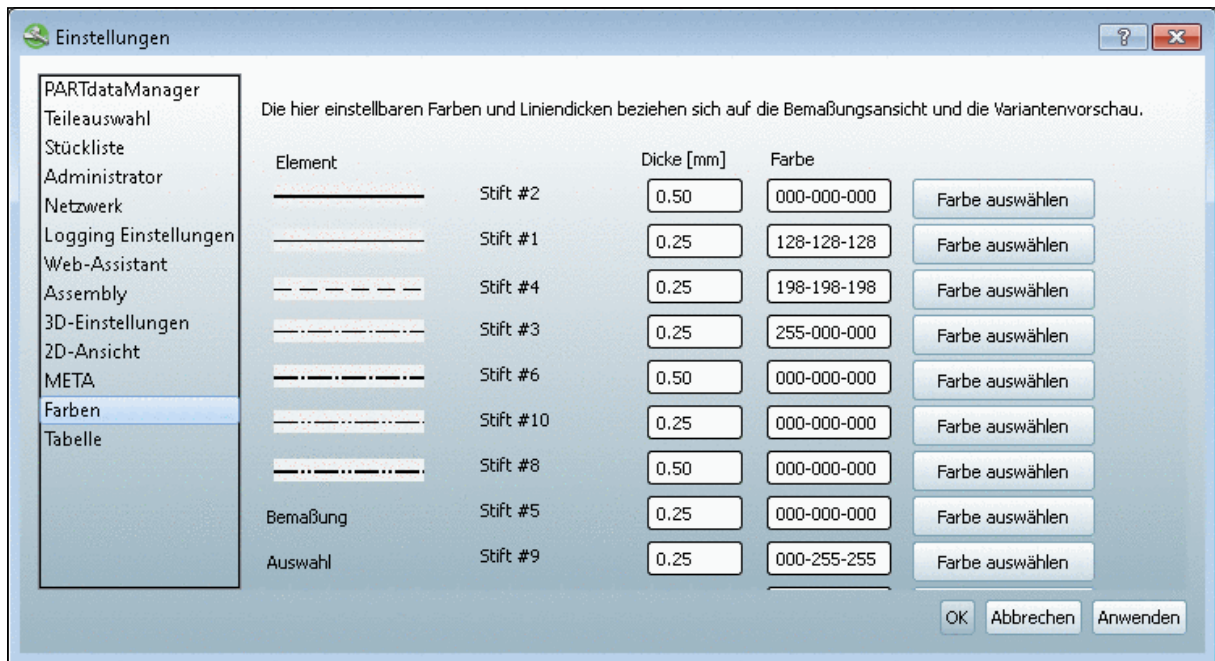 Einstellungen
?
PARTdataManager
Teileauswahl
Stückliste
Administrator
Netzwerk
Logging Einstellungen
Web-Assistant
Assembly
3D-Einstellungen
2D-Ansicht
META
Farben
Tabelle
Die hier einstellbaren Farben und Liniendicken beziehen sich auf die Bemaßungsansicht und die Variantenvorschau.
Element Dicke [mm] Farbe
Stift #2 0.50 000-000-000 Farbe auswählen
Stift #1 0.25 128-128-128 Farbe auswählen
Stift #4 0.25 198-198-198 Farbe auswählen
Stift #3 0.25 255-000-000 Farbe auswählen
Stift #6 0.50 000-000-000 Farbe auswählen
Stift #10 0.25 000-000-000 Farbe auswählen
Stift #8 0.50 000-000-000 Farbe auswählen
Bemaßung Stift #5 0.25 000-000-000 Farbe auswählen
Auswahl Stift #9 0.25 000-255-255 Farbe auswählen
OK Abbrechen Anwenden